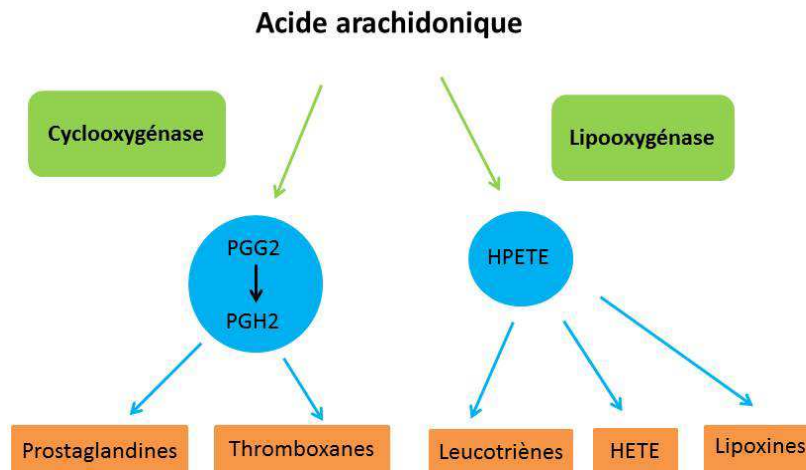 Acide arachidonique
Cyclooxygénase
Lipooxygénase
PGG2
PGH2
HPETE
Prostaglandines
Thromboxanes
Leucotriènes
HETE
Lipoxines